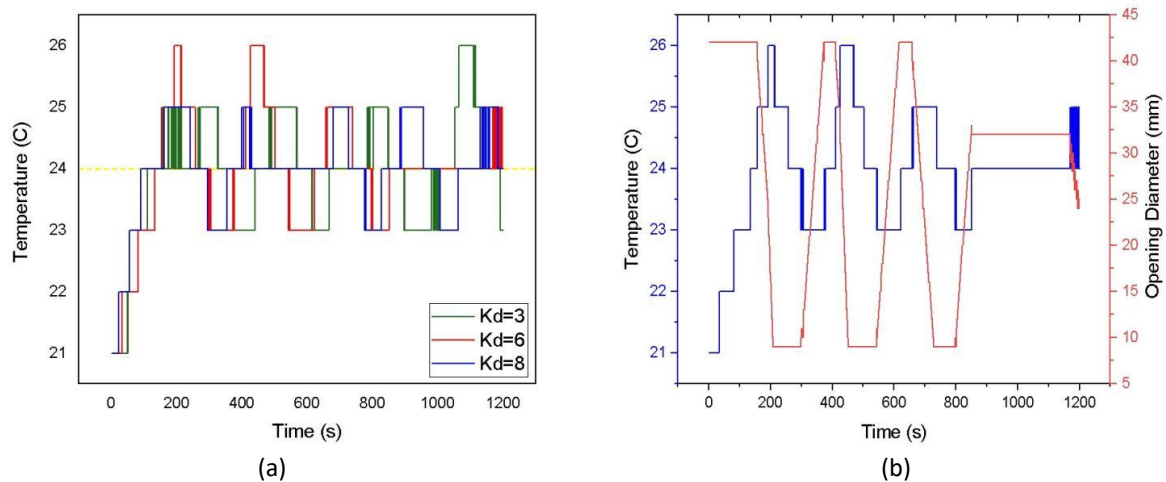 26
25
24
23
22
21
Temperature (C)
Kd=3
Kd=6
Kd=8
0 200 400 600 800 1000 1200
Time (s)
(a)
26
25
24
23
22
21
Temperature (C)
45
40
35
30
25
20
15
10
5
Opening Diameter (mm)
0 200 400 600 800 1000 1200
Time (s)
(b)